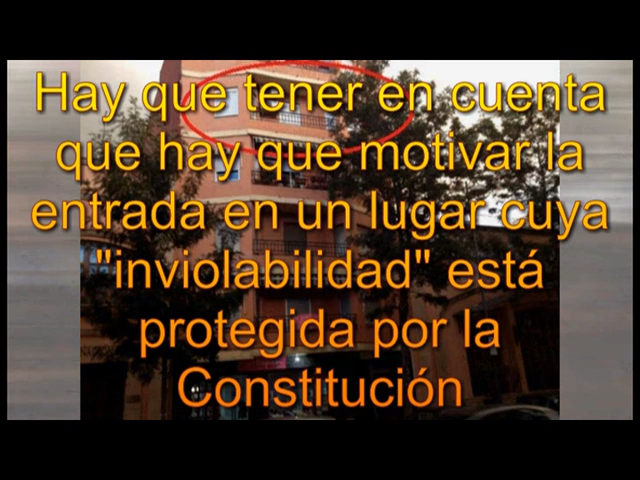 Hay que tener en cuenta
que hay que motivar la
entrada en un lugar cuya
"inviolabilidad" está
protegida por la
Constitución